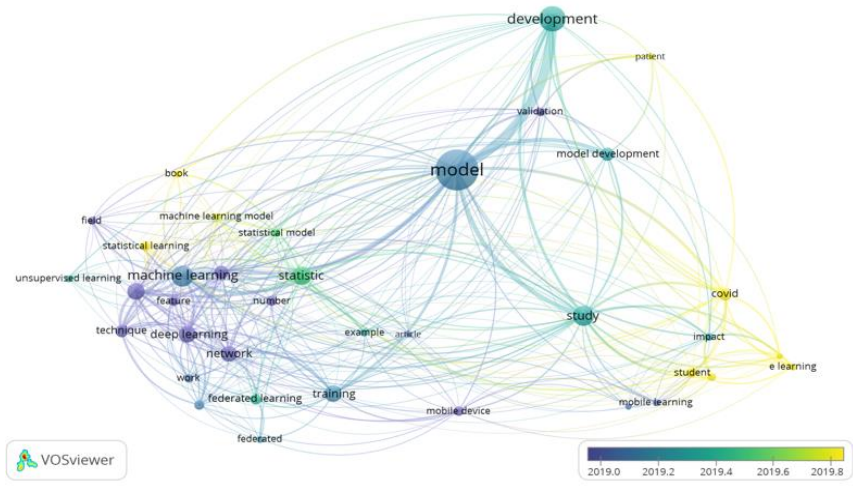 development
patient
validation
model development
model
book
field
machine learning model
statistical model
statistical learning
unsupervised learning
machine learning
statistic
covid
feature
number
study
technique
deep learning
example
article
impact
network
e learning
student
work
federated learning
training
mobile learning
mobile device
federated
VOSviewer
2019.0 2019.2 2019.4 2019.6 2019.8